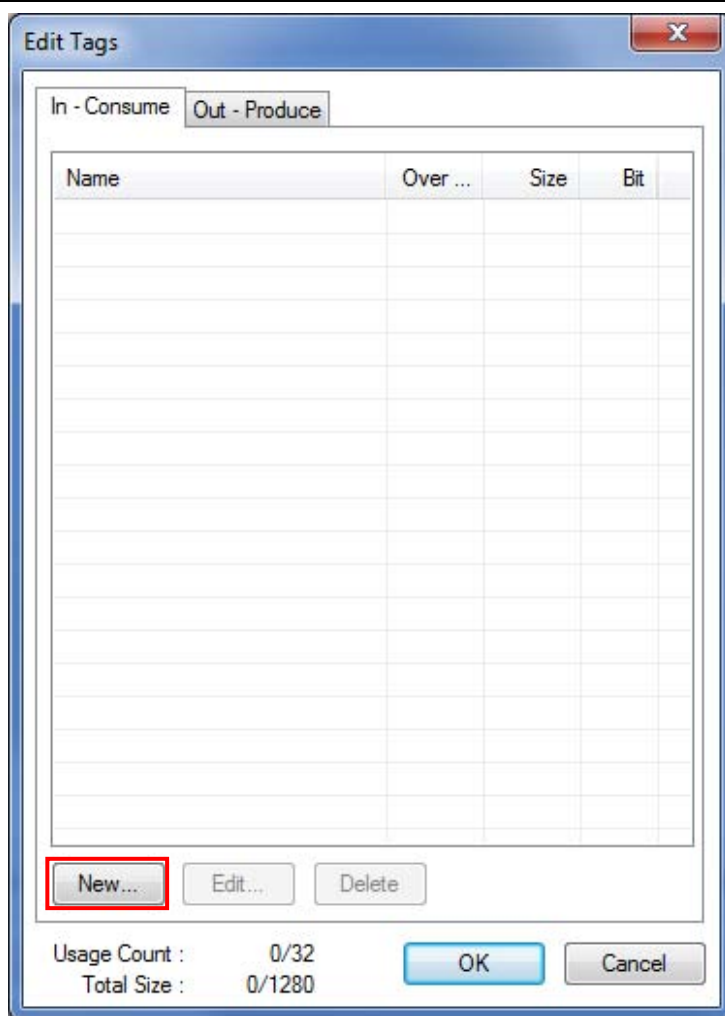 Edit Tags
In - Consume Out - Produce
Name Over ... Size Bit
New... Edit... Delete
Usage Count : 0/32
Total Size : 0/1280
OK Cancel